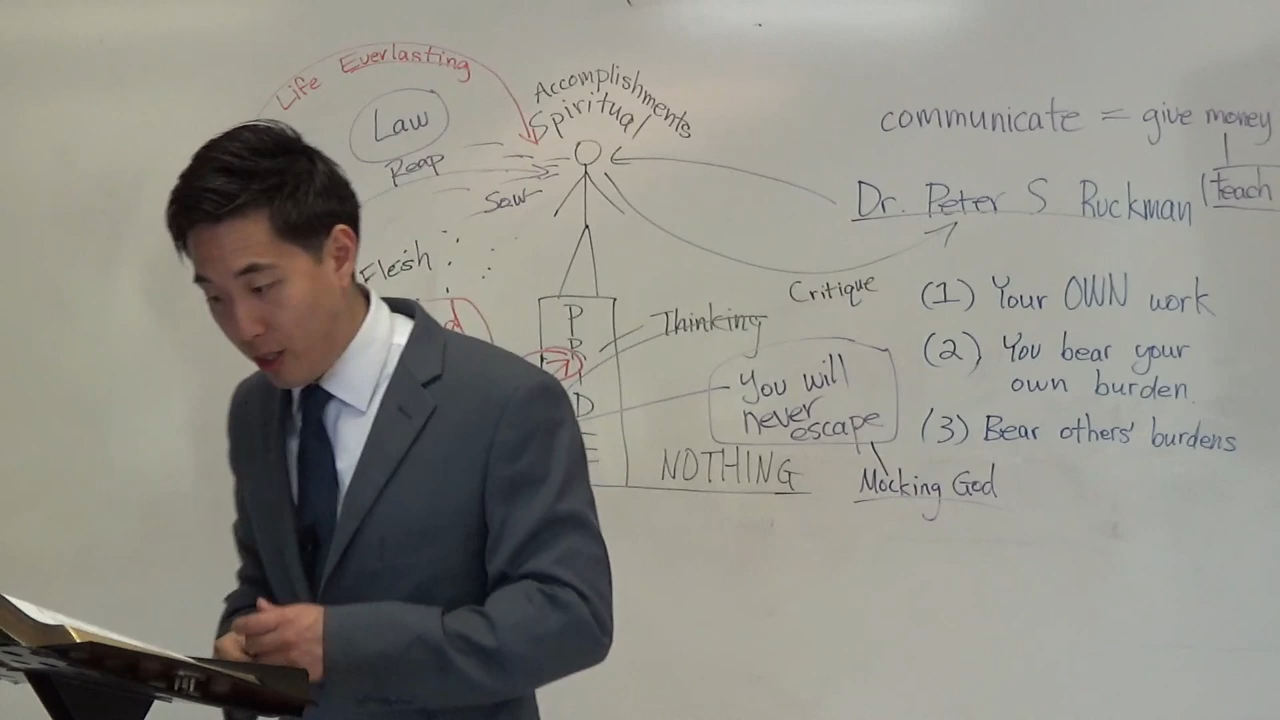 Life Everlasting
Law
Reap
Sow
Flesh
d
Accomplishments
Spiritual
P
R
I
D
E
Thinking
You will
never
escape
NOTHING
Mocking God
Critique
communicate = give money
Dr. Peter S Ruckman
(teach
(1) Your OWN work
(2) You bear your
own burden.
(3) Bear others' burdens